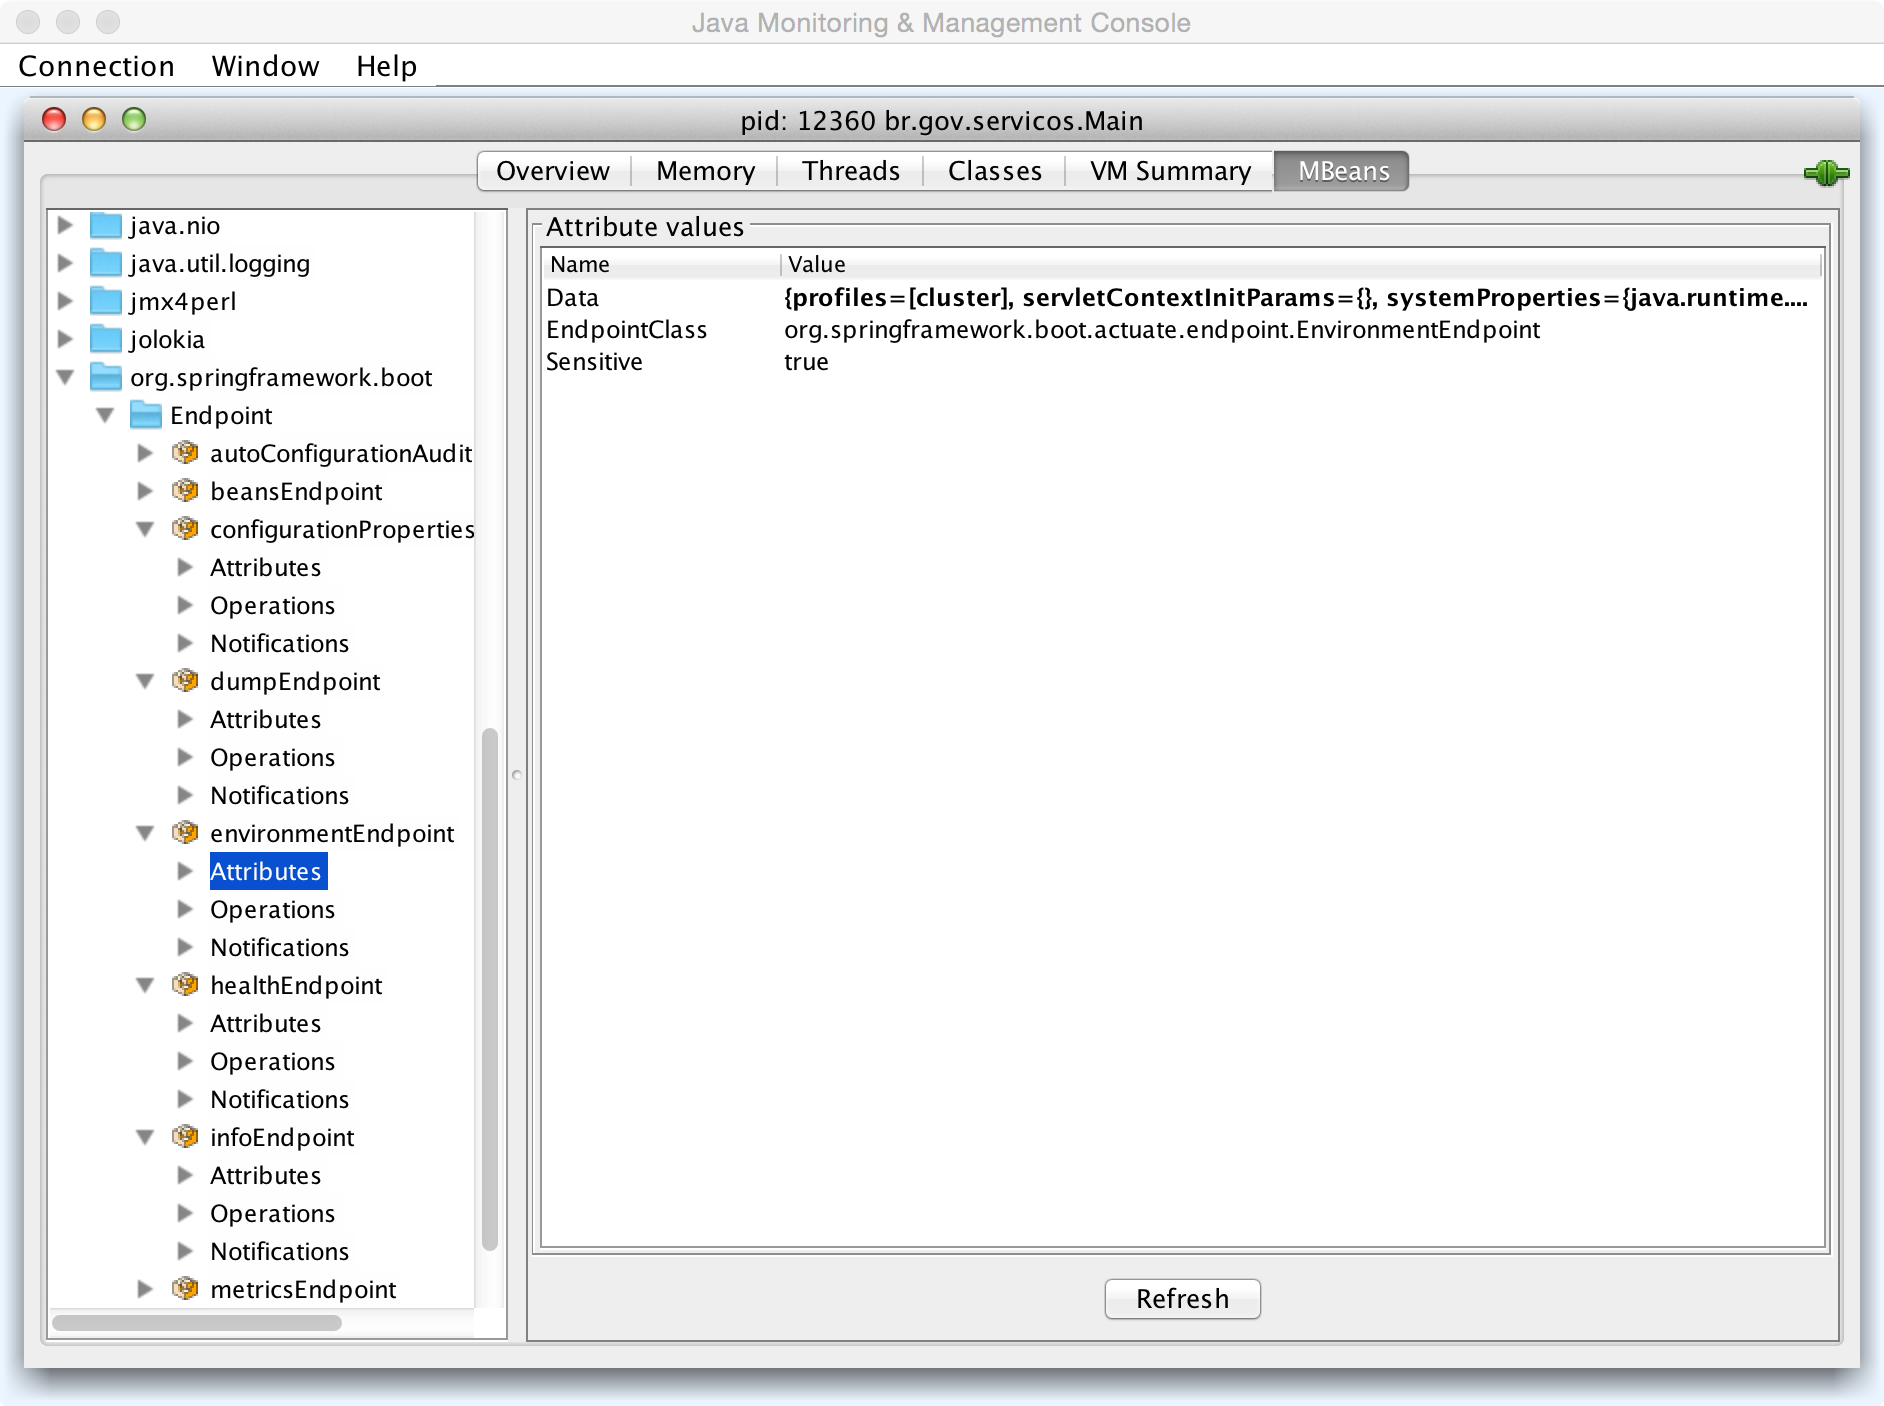 Java Monitoring & Management Console
Connection Window Help
pid: 12360 br.gov.servicos.Main
Overview Memory Threads Classes VM Summary MBeans
java.nio
java.util.logging
jmx4perl
jolokia
org.springframework.boot
Endpoint
autoConfigurationAudit
beansEndpoint
configurationProperties
Attributes
Operations
Notifications
dumpEndpoint
Attributes
Operations
Notifications
environmentEndpoint
Attributes
Operations
Notifications
healthEndpoint
Attributes
Operations
Notifications
infoEndpoint
Attributes
Operations
Notifications
metricsEndpoint
Attribute values
Name Value
Data {profiles=[cluster], servletContextInitParams={}, systemProperties={java.runtime....
EndpointClass org.springframework.boot.actuate.endpoint.EnvironmentEndpoint
Sensitive true
Refresh